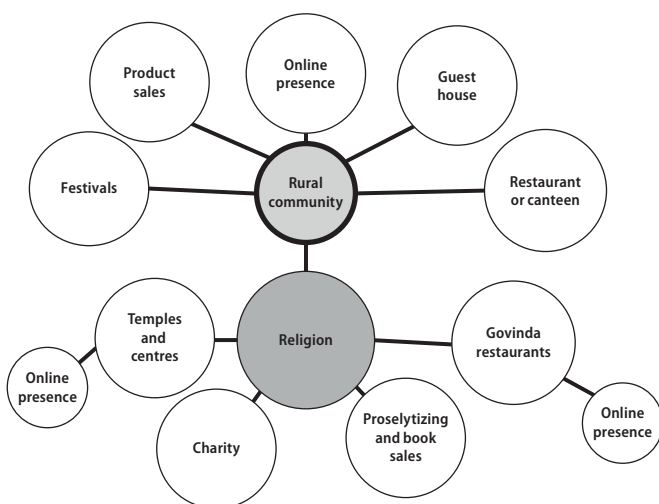 Online
presence
Product
sales
Guest
house
Festivals
Rural
community
Restaurant
or canteen
Temples
and
centres
Religion
Govinda
restaurants
Online
presence
Charity
Proselytizing
and book
sales
Online
presence